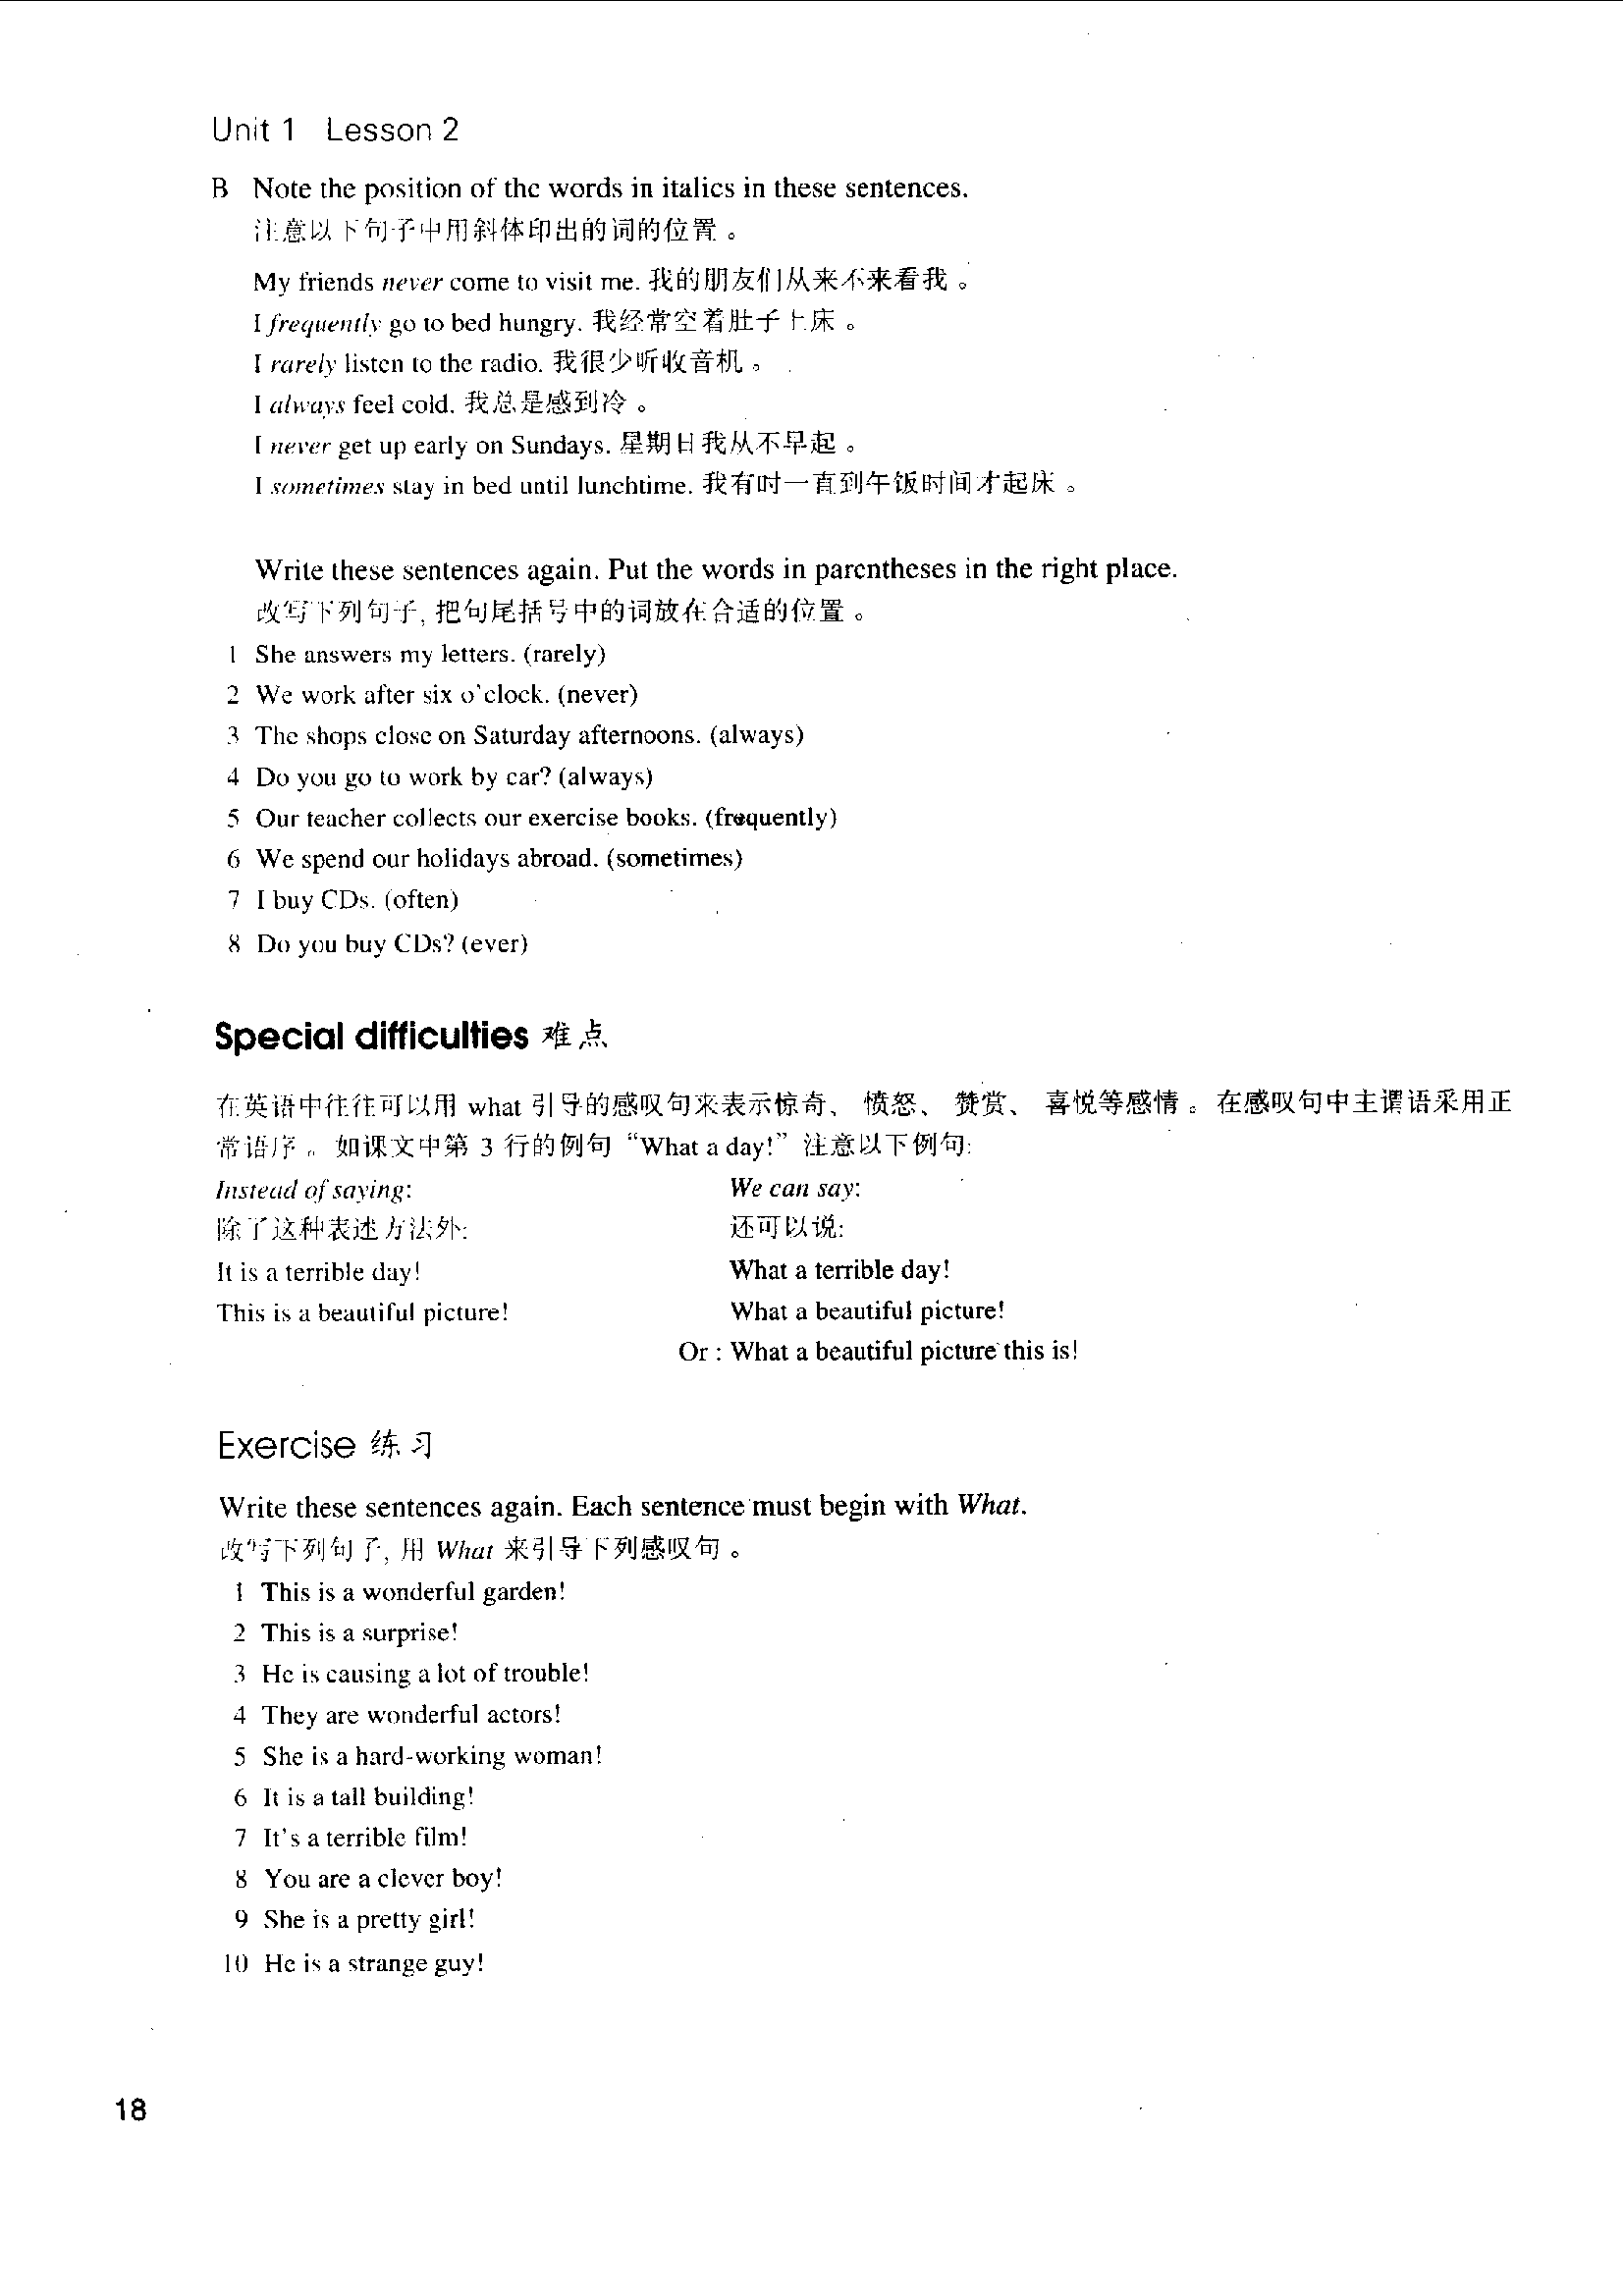 Unit 1 Lesson 2
B Note the position of the words in italics in these sentences.
注意以下句子中用斜体印出的词的位置。
My friends never come to visit me. 我的朋友们从来不来看我。
I frequently go to bed hungry. 我经常空着肚子上床。
I rarely listen to the radio. 我很少听收音机。
I always feel cold. 我总是感到冷。
I never get up early on Sundays. 星期日我从不早起。
I sometimes stay in bed until lunchtime. 我有时一直到午饭时间才起床。
Write these sentences again. Put the words in parentheses in the right place.
改写下列句子, 把句尾括号中的词放在合适的位置。
1 She answers my letters. (rarely)
2 We work after six o'clock. (never)
3 The shops close on Saturday afternoons. (always)
4 Do you go to work by car? (always)
5 Our teacher collects our exercise books. (frequently)
6 We spend our holidays abroad. (sometimes)
7 I buy CDs. (often)
8 Do you buy CDs? (ever)
Special difficulties 难点
在英语中往往可以用 what 引导的感叹句来表示惊奇、 愤怒、 赞赏、 喜悦等感情。在感叹句中主谓语采用正
常语序。 如课文中第 3 行的例句 “What a day!” 注意以下例句:
Instead of saying: We can say:
除了这种表述方法外: 还可以说:
It is a terrible day! What a terrible day!
This is a beautiful picture! What a beautiful picture!
Or : What a beautiful picture this is!
Exercise 练习
Write these sentences again. Each sentence must begin with What.
改写下列句子, 用 What 来引导下列感叹句。
1 This is a wonderful garden!
2 This is a surprise!
3 He is causing a lot of trouble!
4 They are wonderful actors!
5 She is a hard-working woman!
6 It is a tall building!
7 It's a terrible film!
8 You are a clever boy!
9 She is a pretty girl!
10 He is a strange guy!
18